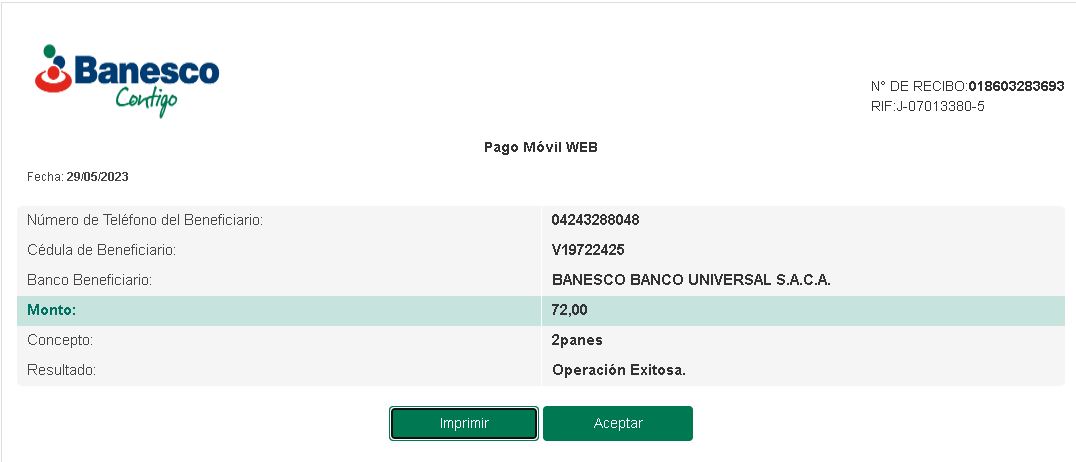 Banesco
Contigo
N° DE RECIBO:018603283693
RIF:J-07013380-5
Pago Móvil WEB
Fecha: 29/05/2023
Número de Teléfono del Beneficiario: 04243288048
Cédula de Beneficiario: V19722425
Banco Beneficiario: BANESCO BANCO UNIVERSAL S.A.C.A.
Monto: 72,00
Concepto: 2panes
Resultado: Operación Exitosa.
Imprimir Aceptar